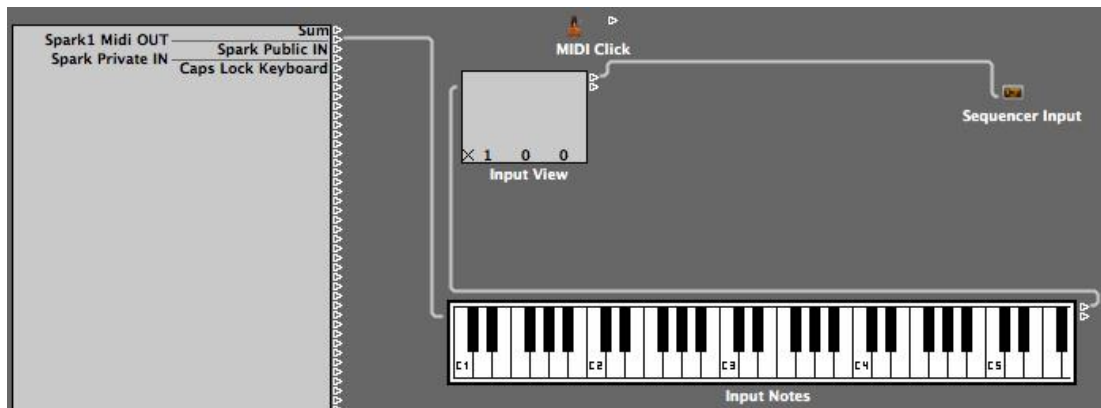 Sum
Spark1 Midi OUT
Spark Public IN
Spark Private IN
Caps Lock Keyboard
MIDI Click
Sequencer Input
× 1 0 0
Input View
C1 C2 C3 C4 C5
Input Notes